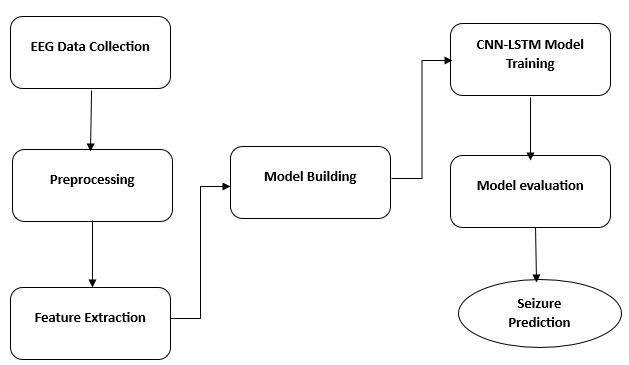 EEG Data Collection
Preprocessing
Feature Extraction
Model Building
CNN-LSTM Model
Training
Model evaluation
Seizure
Prediction